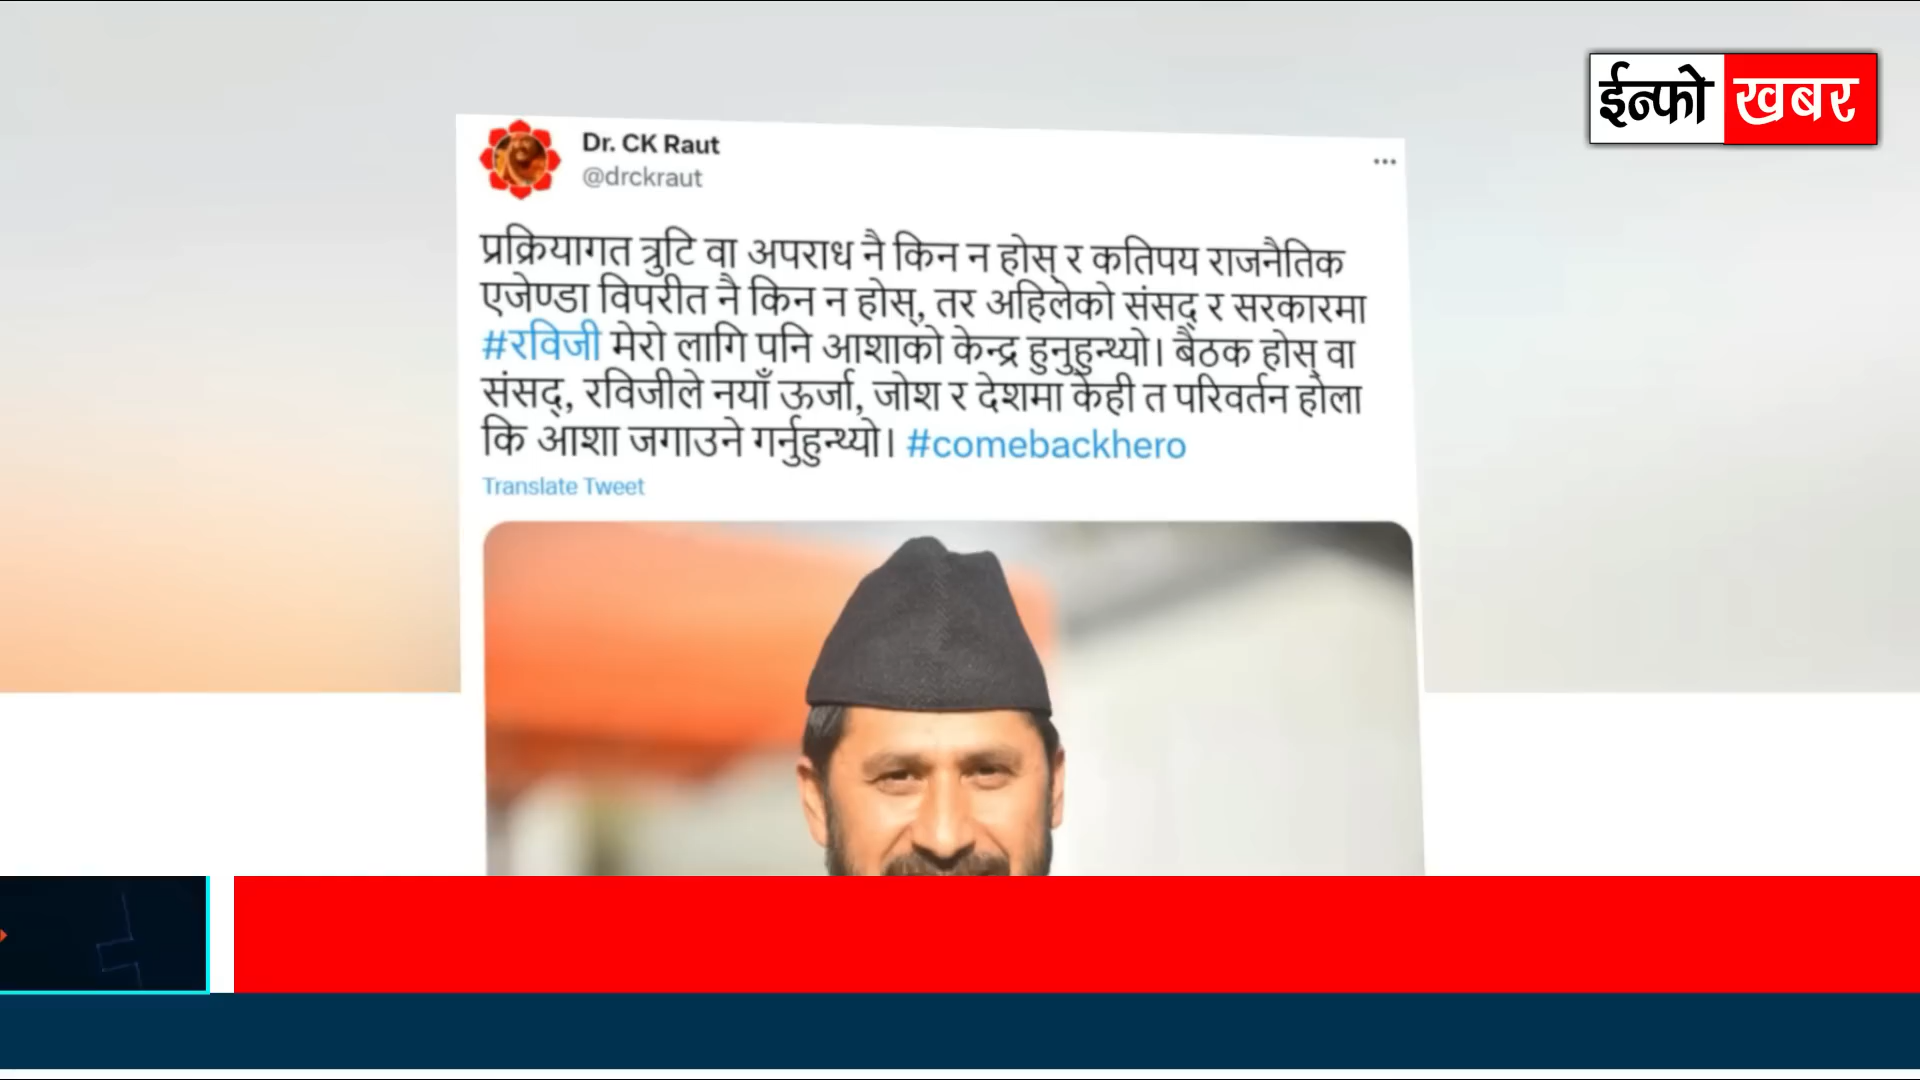 ईन्फो खबर
Dr. CK Raut
@drckraut
प्रक्रियागत त्रुटि वा अपराध नै किन न होस् र कतिपय राजनैतिक
एजेण्डा विपरीत नै किन न होस्, तर अहिलेको संसद् र सरकारमा
#रविजी मेरो लागि पनि आशाको केन्द्र हुनुहुन्थ्यो। बैठक होस् वा
संसद्, रविजीले नयाँ ऊर्जा, जोश र देशमा केही त परिवर्तन होला
कि आशा जगाउने गर्नुहुन्थ्यो। #comebackhero
Translate Tweet